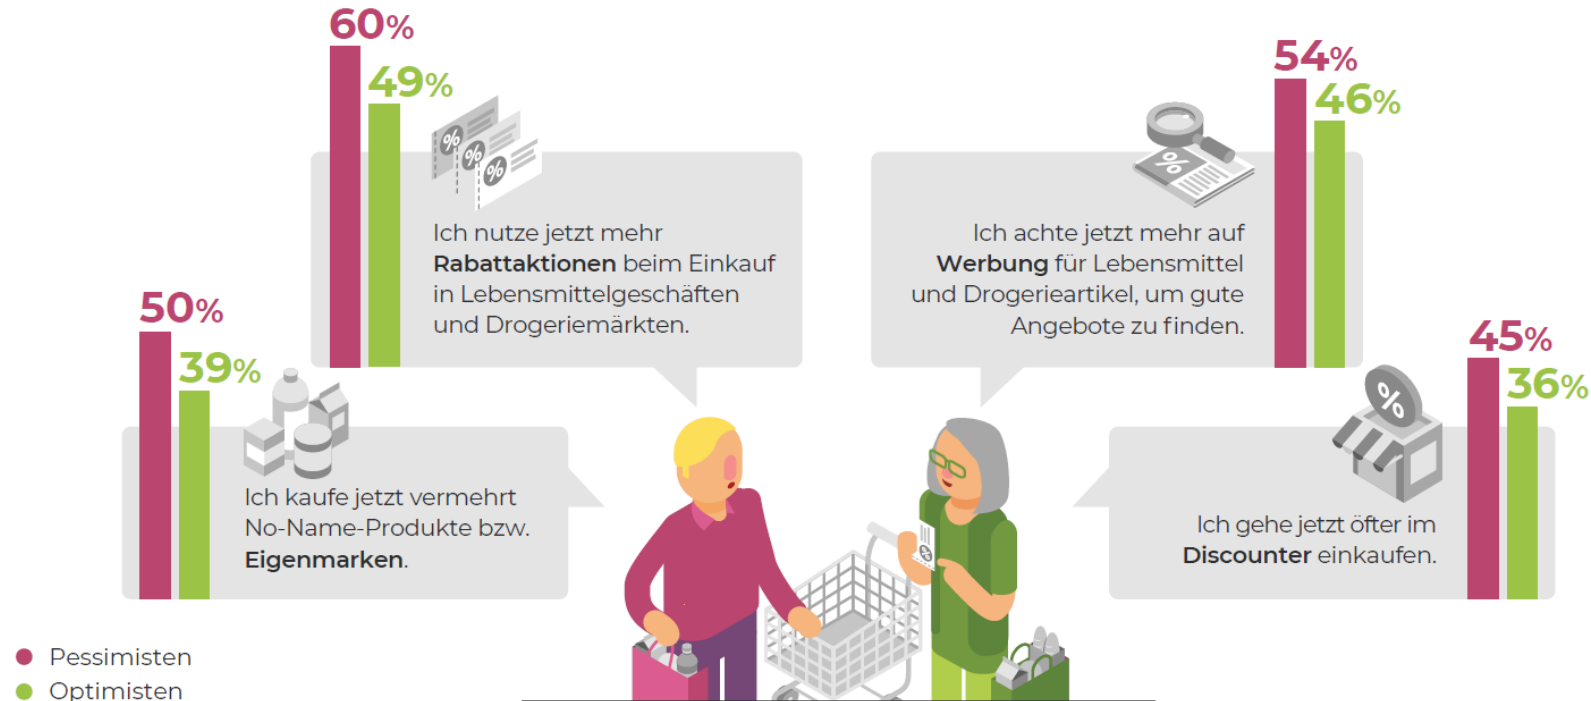 60%
49%
Ich nutze jetzt mehr
Rabattaktionen beim Einkauf
in Lebensmittelgeschäften
und Drogeriemärkten.
54%
46%
Ich achte jetzt mehr auf
Werbung für Lebensmittel
und Drogerieartikel, um gute
Angebote zu finden.
50%
39%
Ich kaufe jetzt vermehrt
No-Name-Produkte bzw.
Eigenmarken.
45%
36%
Ich gehe jetzt öfter im
Discounter einkaufen.
Pessimisten
Optimisten
%
%
%
%
%
%